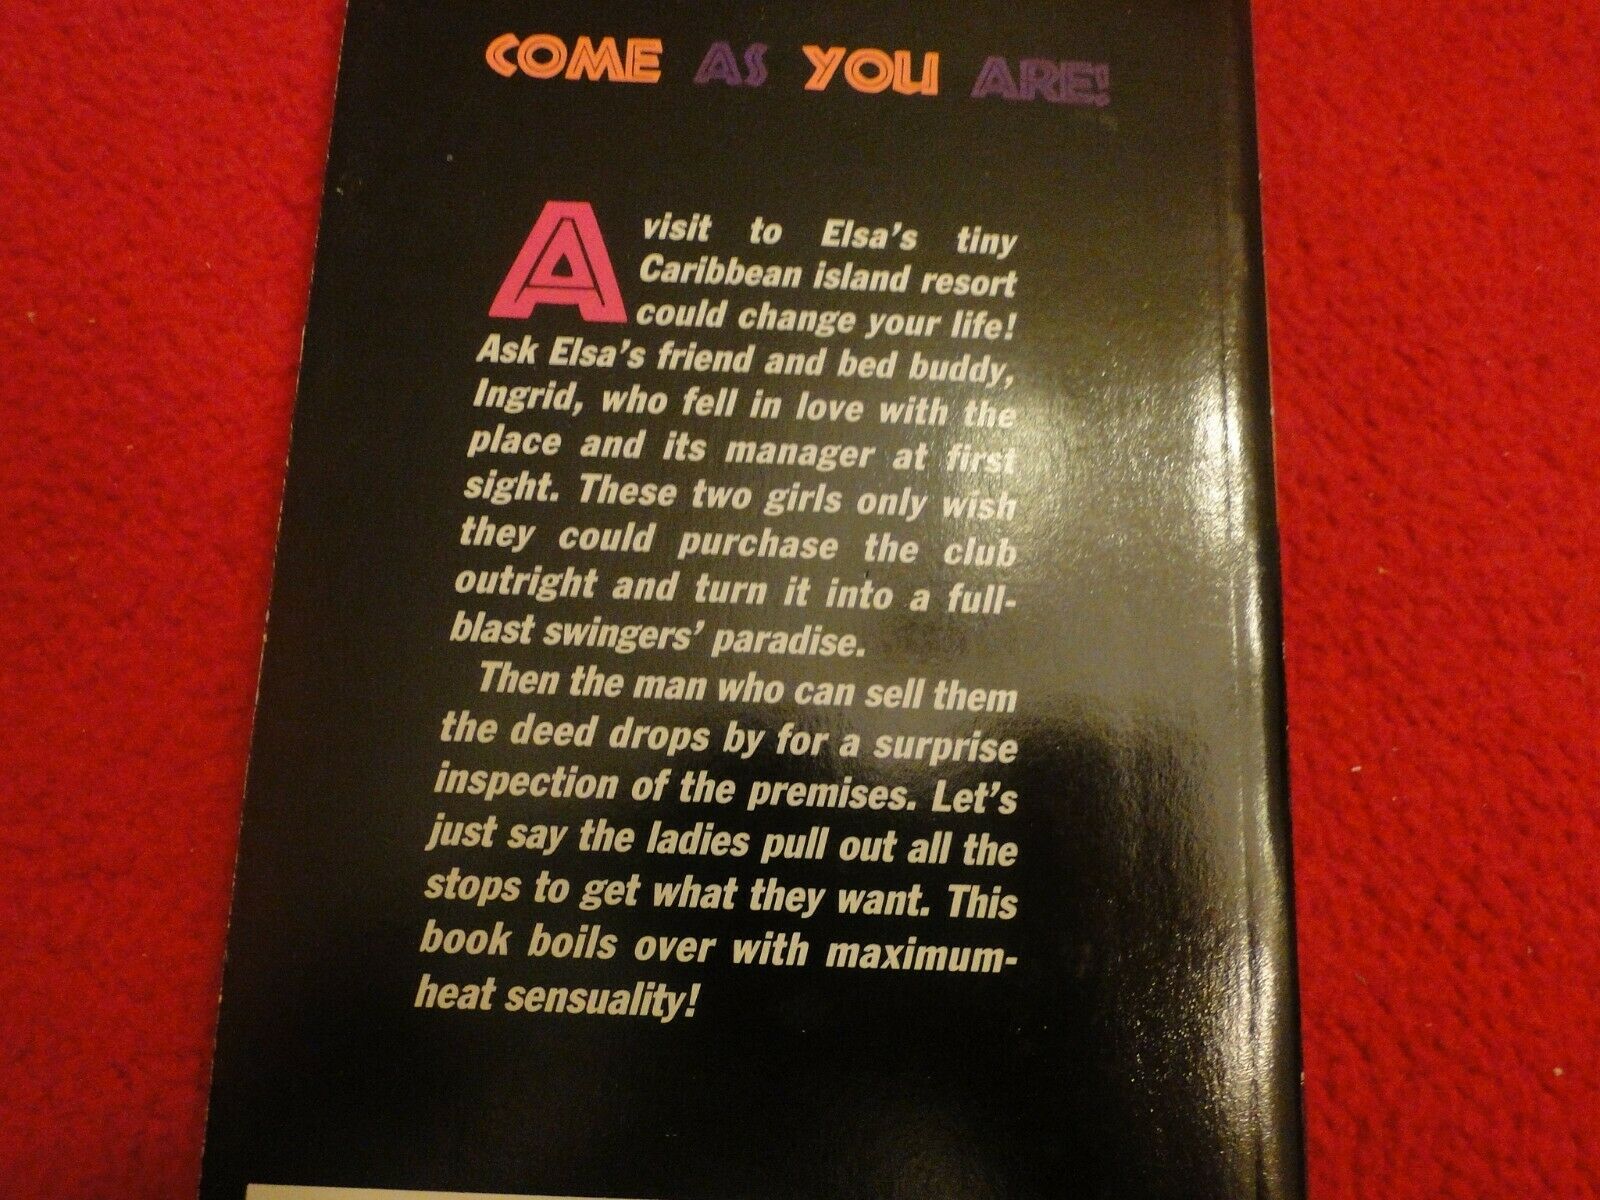 COME AS YOU ARE!
A visit to Elsa's tiny
Caribbean island resort
could change your life!
Ask Elsa's friend and bed buddy,
Ingrid, who fell in love with the
place and its manager at first
sight. These two girls only wish
they could purchase the club
outright and turn it into a full-
blast swingers' paradise.
Then the man who can sell them
the deed drops by for a surprise
inspection of the premises. Let's
just say the ladies pull out all the
stops to get what they want. This
book boils over with maximum-
heat sensuality!